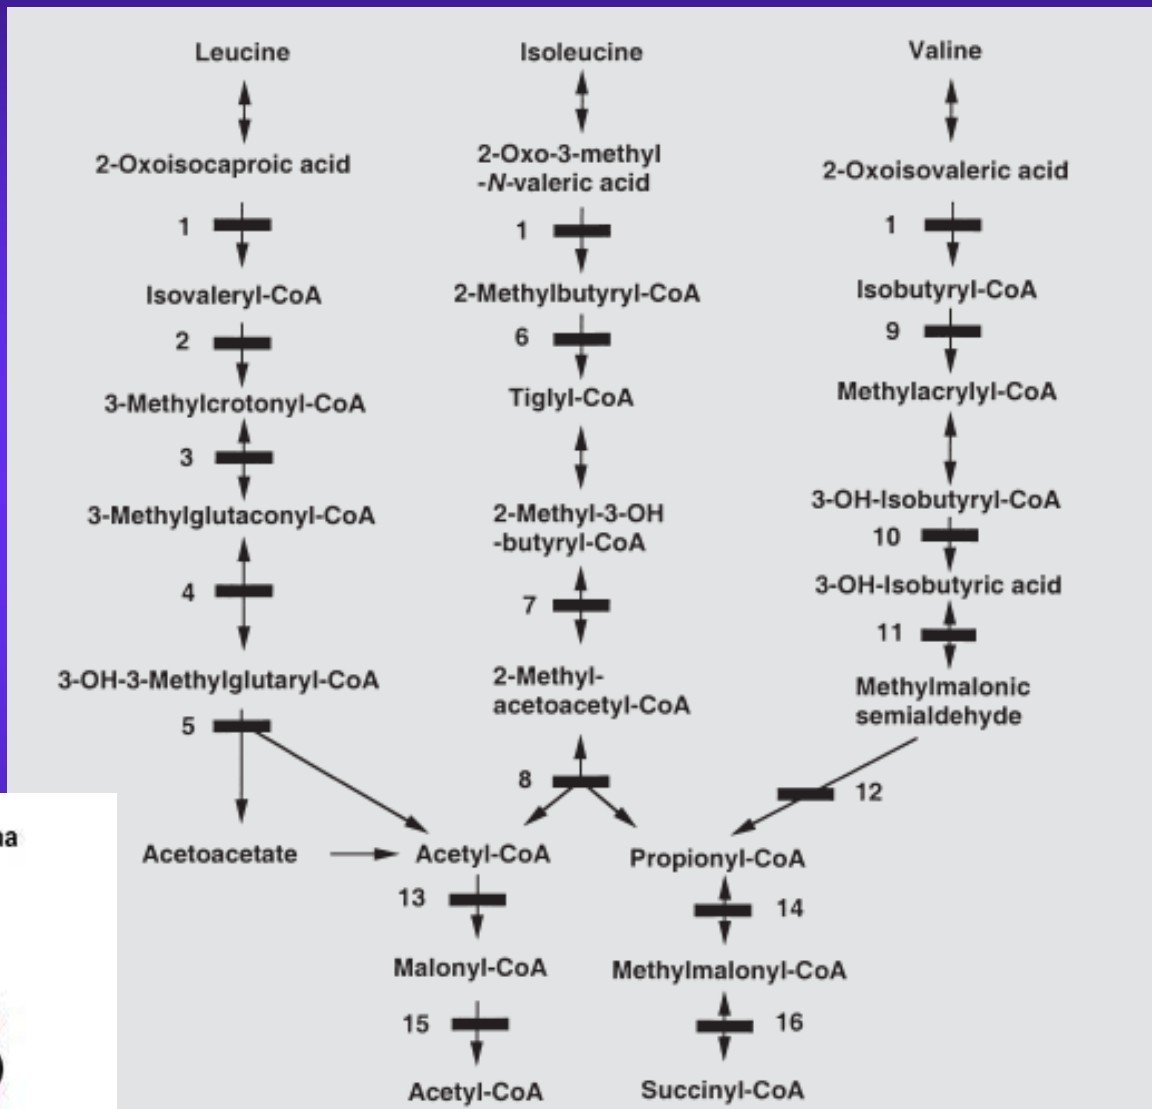 Leucine
Isoleucine
Valine
2-Oxoisocaproic acid
2-Oxo-3-methyl
-N-valeric acid
2-Oxoisovaleric acid
1
1
1
Isovaleryl-CoA
2-Methylbutyryl-CoA
Isobutyryl-CoA
2
6
9
3-Methylcrotonyl-CoA
Tiglyl-CoA
Methylacrylyl-CoA
3
3-Methylglutaconyl-CoA
2-Methyl-3-OH
-butyryl-CoA
3-OH-Isobutyryl-CoA
10
4
7
3-OH-Isobutyric acid
11
3-OH-3-Methylglutaryl-CoA
2-Methyl-
acetoacetyl-CoA
Methylmalonic
semialdehyde
5
8
12
Acetoacetate
Acetyl-CoA
Propionyl-CoA
13
14
Malonyl-CoA
Methylmalonyl-CoA
15
16
Acetyl-CoA
Succinyl-CoA